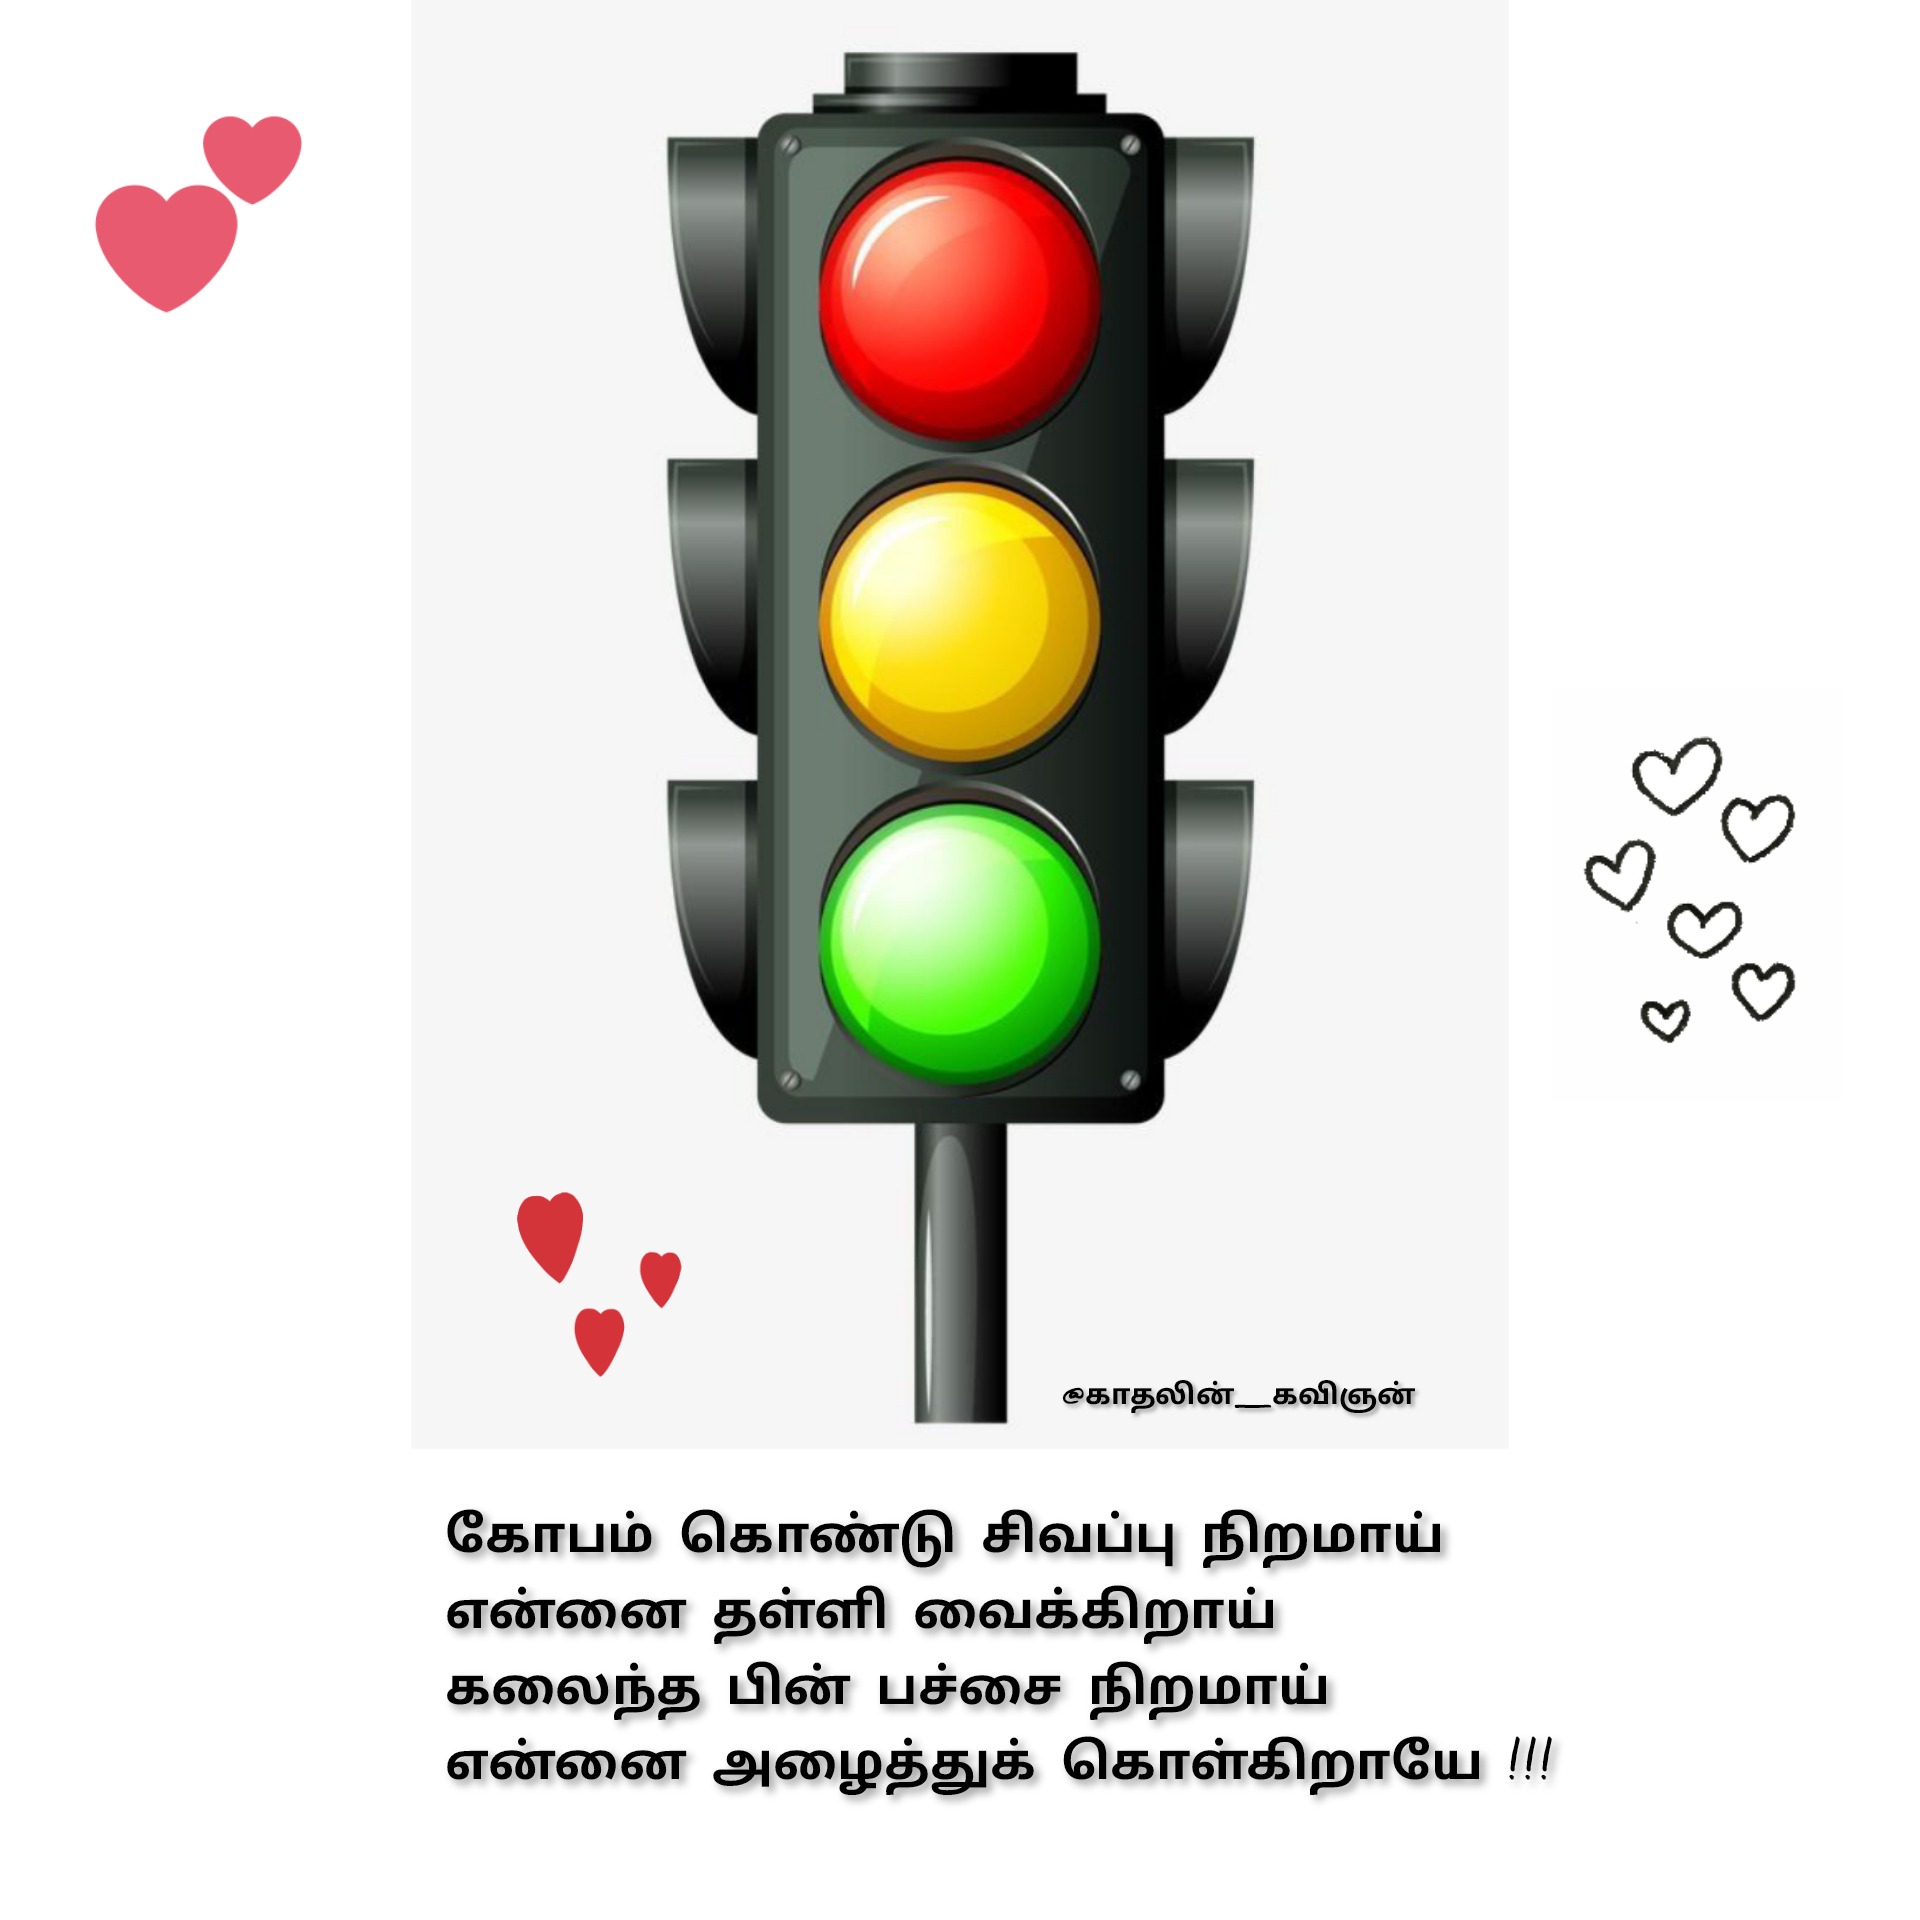 @காதலின்__கவிஞன்
கோபம் கொண்டு சிவப்பு நிறமாய்
என்னை தள்ளி வைக்கிறாய்
கலைந்த பின் பச்சை நிறமாய்
என்னை அழைத்துக் கொள்கிறாயே !!!